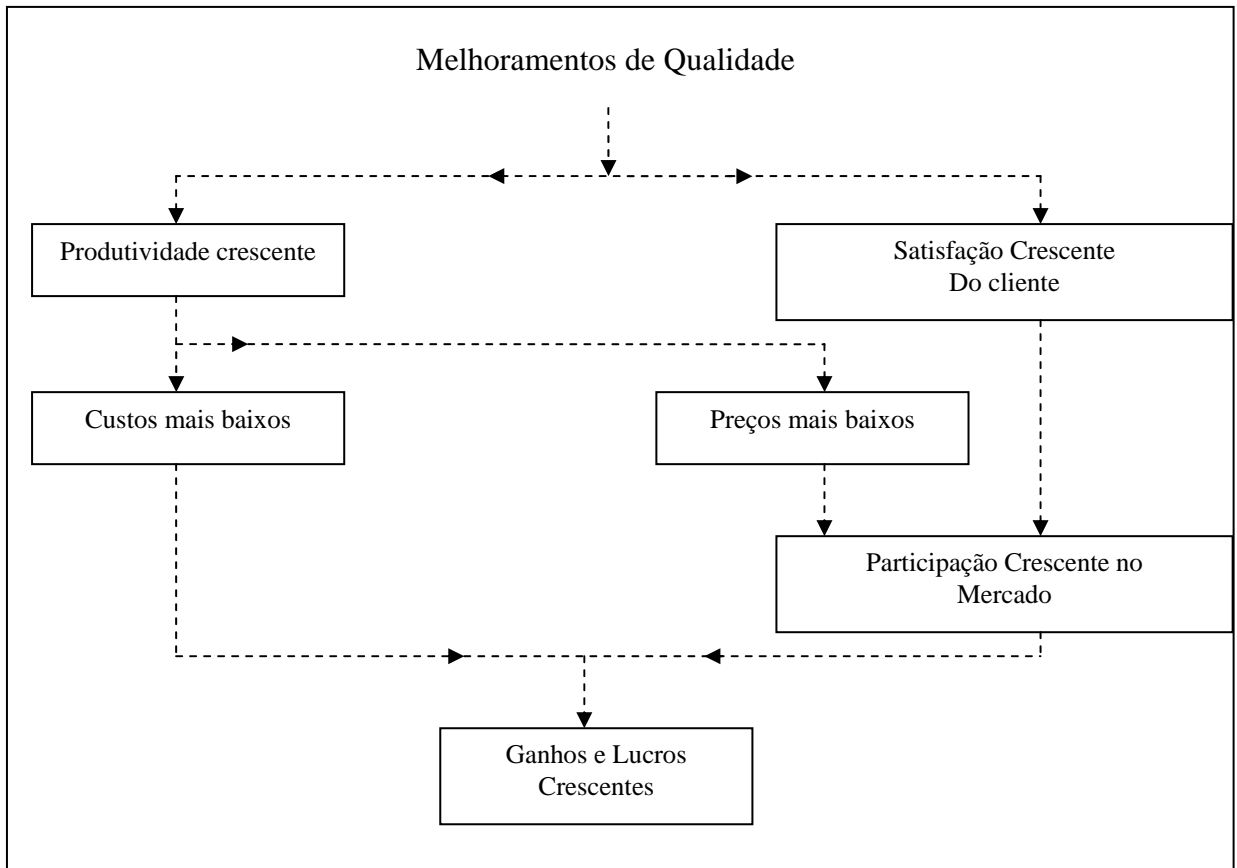 Melhoramentos de Qualidade
Produtividade crescente
Satisfação Crescente
Do cliente
Custos mais baixos
Preços mais baixos
Participação Crescente no
Mercado
Ganhos e Lucros
Crescentes